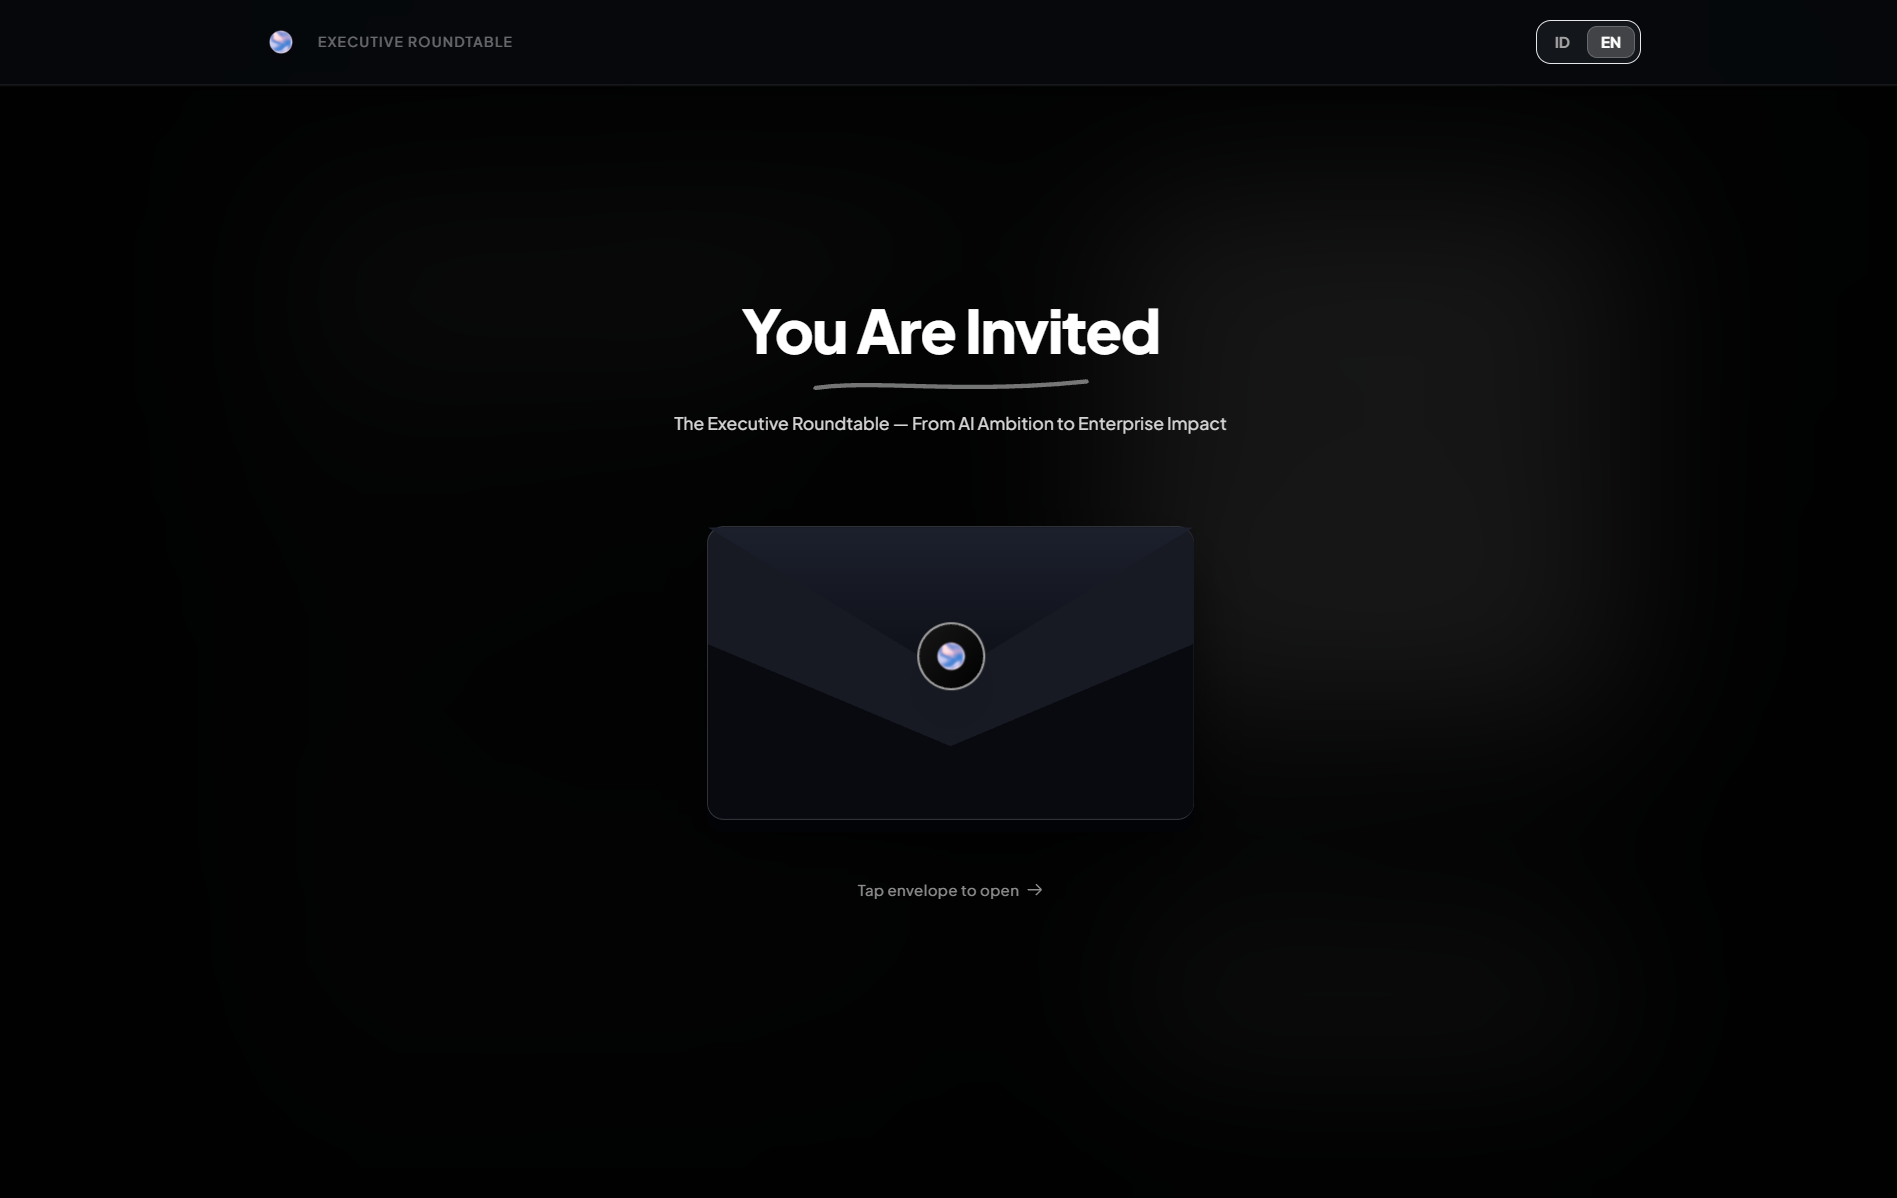 EXECUTIVE ROUNDTABLE
ID EN
You Are Invited
The Executive Roundtable — From AI Ambition to Enterprise Impact
Tap envelope to open →